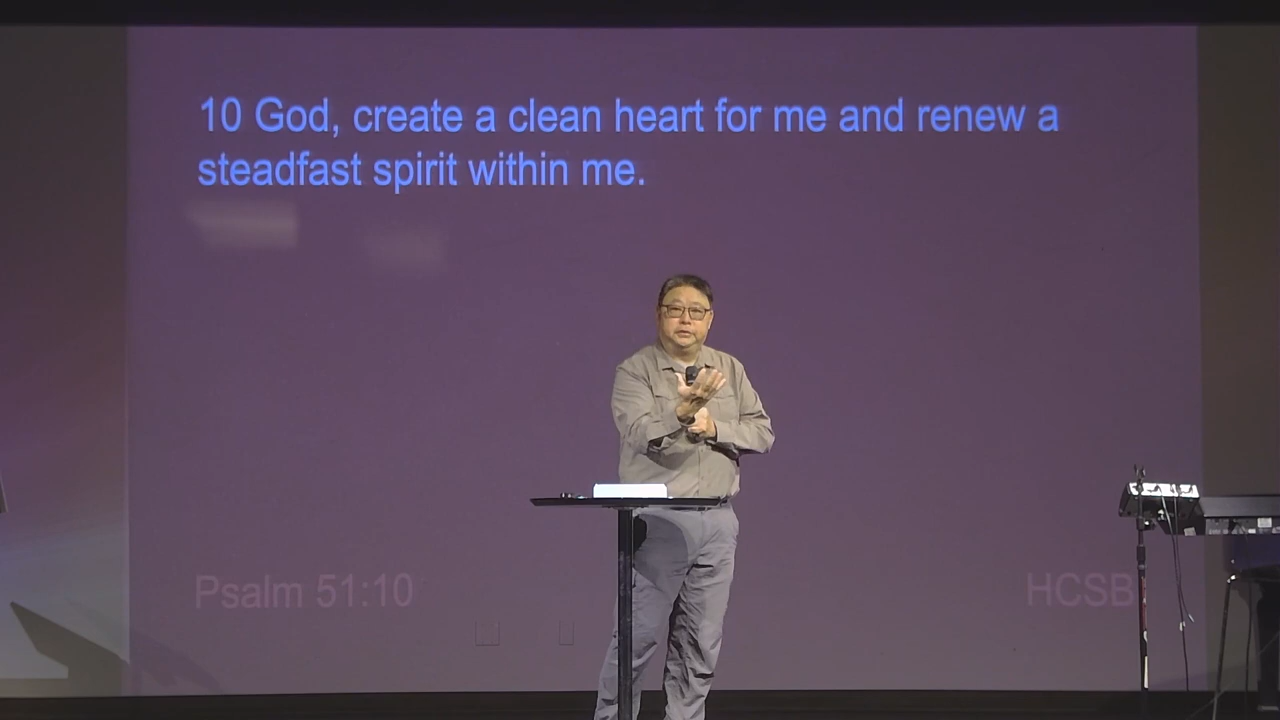 10 God, create a clean heart for me and renew a
steadfast spirit within me.
Psalm 51:10
HCSB